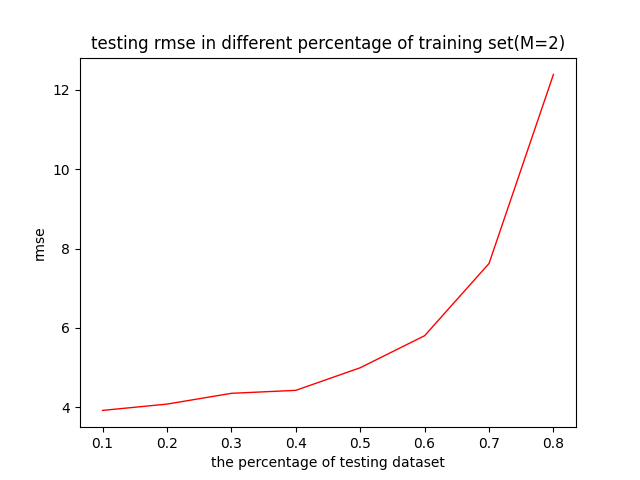 testing rmse in different percentage of training set(M=2)
12
10
8
6
4
rmse
0.1 0.2 0.3 0.4 0.5 0.6 0.7 0.8
the percentage of testing dataset